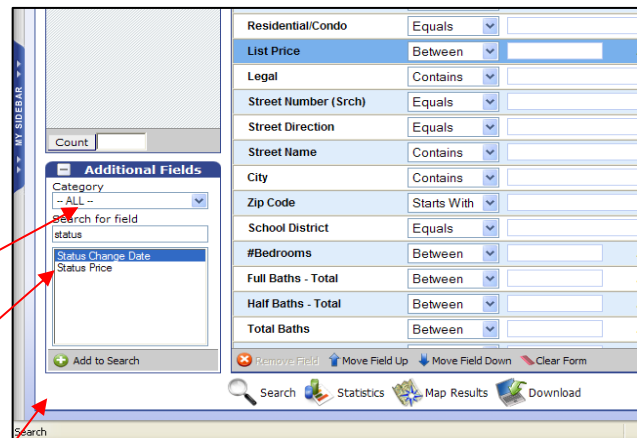 MY SIDEBAR
Count
Additional Fields
Category
-- ALL --
Search for field
status
Status Change Date
Status Price
Add to Search
Residential/Condo Equals
List Price Between
Legal Contains
Street Number (Srch) Equals
Street Direction Equals
Street Name Contains
City Contains
Zip Code Starts With
School District Equals
#Bedrooms Between
Full Baths - Total Between
Half Baths - Total Between
Total Baths Between
Remove Field Move Field Up Move Field Down Clear Form
Search Statistics Map Results Download
Search